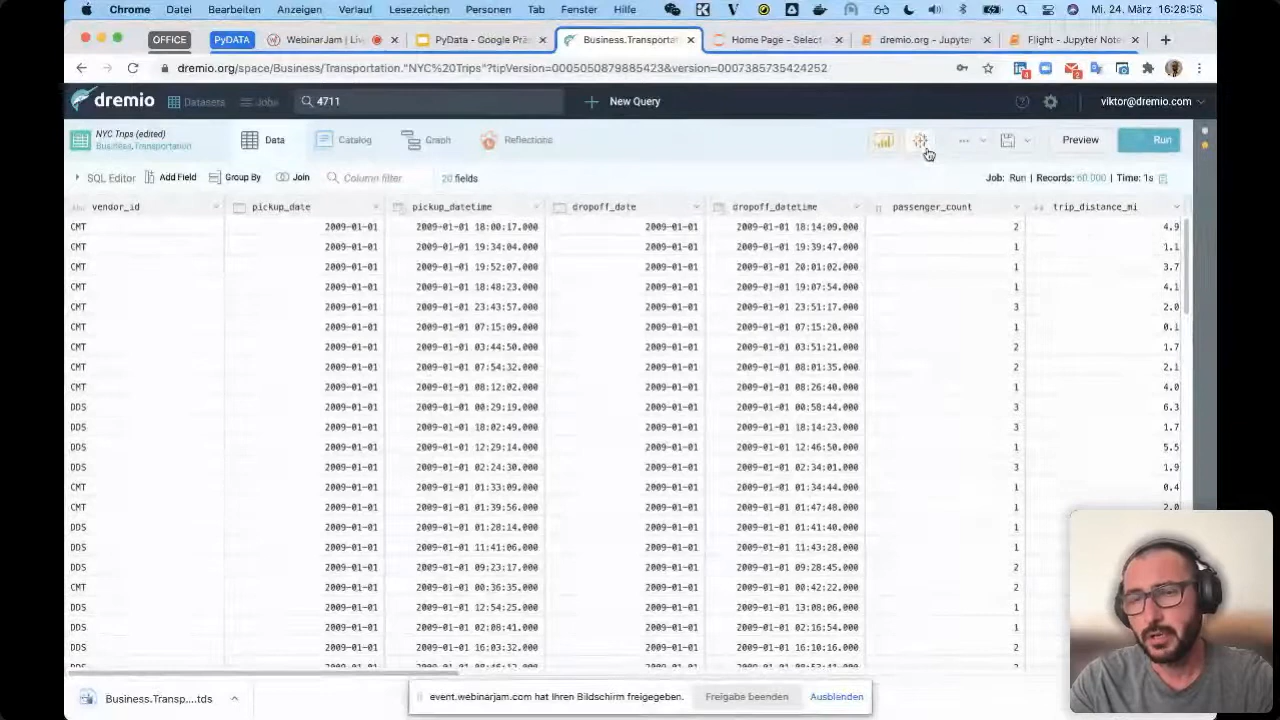 Chrome Datei Bearbeiten Anzeigen Verlauf Lesezeichen Personen Tab Fenster Hilfe Mi. 24. März 16:28:58
OFFICE PyDATA WebinarJam | Live PyData - Google Prä Business.Transporta Home Page - Select dremio.org - Jupyter Flight - Jupyter Note
dremio.org/space/Business/Transportation."NYC%20Trips"?tipVersion=0005050879885423&version=0007385735424252
dremio Datasets Jobs 4711 New Query viktor@dremio.com
NYC Trips (edited)
Business.Transportation
Data Catalog Graph Reflections ... Preview Run
SQL Editor Add Field Group By Join Column filter 20 fields Job: Run | Records: 60.000 | Time: 1s
vendor_id pickup_date pickup_datetime dropoff_date dropoff_datetime passenger_count trip_distance_mi
CMT 2009-01-01 2009-01-01 18:00:17.000 2009-01-01 2009-01-01 18:14:09.000 2 4.9
CMT 2009-01-01 2009-01-01 19:34:04.000 2009-01-01 2009-01-01 19:39:47.000 1 1.1
CMT 2009-01-01 2009-01-01 19:52:07.000 2009-01-01 2009-01-01 20:01:02.000 1 3.7
CMT 2009-01-01 2009-01-01 18:48:23.000 2009-01-01 2009-01-01 19:07:54.000 1 4.1
CMT 2009-01-01 2009-01-01 23:43:57.000 2009-01-01 2009-01-01 23:51:17.000 3 2.0
CMT 2009-01-01 2009-01-01 07:15:09.000 2009-01-01 2009-01-01 07:15:20.000 1 0.1
CMT 2009-01-01 2009-01-01 03:44:50.000 2009-01-01 2009-01-01 03:51:21.000 2 1.7
CMT 2009-01-01 2009-01-01 07:54:32.000 2009-01-01 2009-01-01 08:01:35.000 2 2.1
CMT 2009-01-01 2009-01-01 08:12:02.000 2009-01-01 2009-01-01 08:26:40.000 1 4.0
DDS 2009-01-01 2009-01-01 00:29:19.000 2009-01-01 2009-01-01 00:58:44.000 3 6.3
DDS 2009-01-01 2009-01-01 18:02:49.000 2009-01-01 2009-01-01 18:14:23.000 3 1.7
DDS 2009-01-01 2009-01-01 12:29:14.000 2009-01-01 2009-01-01 12:46:50.000 1 5.5
DDS 2009-01-01 2009-01-01 02:24:30.000 2009-01-01 2009-01-01 02:34:01.000 3 1.9
CMT 2009-01-01 2009-01-01 01:33:09.000 2009-01-01 2009-01-01 01:34:44.000 1 0.4
CMT 2009-01-01 2009-01-01 01:39:56.000 2009-01-01 2009-01-01 01:47:48.000 1 2.0
DDS 2009-01-01 2009-01-01 01:28:14.000 2009-01-01 2009-01-01 01:41:40.000 1
DDS 2009-01-01 2009-01-01 11:41:06.000 2009-01-01 2009-01-01 11:43:28.000 1
DDS 2009-01-01 2009-01-01 09:23:17.000 2009-01-01 2009-01-01 09:28:45.000 2
CMT 2009-01-01 2009-01-01 00:36:35.000 2009-01-01 2009-01-01 00:42:22.000 2
DDS 2009-01-01 2009-01-01 12:54:25.000 2009-01-01 2009-01-01 13:08:06.000 1
DDS 2009-01-01 2009-01-01 02:08:41.000 2009-01-01 2009-01-01 02:16:54.000 1
DDS 2009-01-01 2009-01-01 16:03:32.000 2009-01-01 2009-01-01 16:10:16.000 2
Business.Transp....tds event.webinarjam.com hat Ihren Bildschirm freigegeben. Freigabe beenden Ausblenden